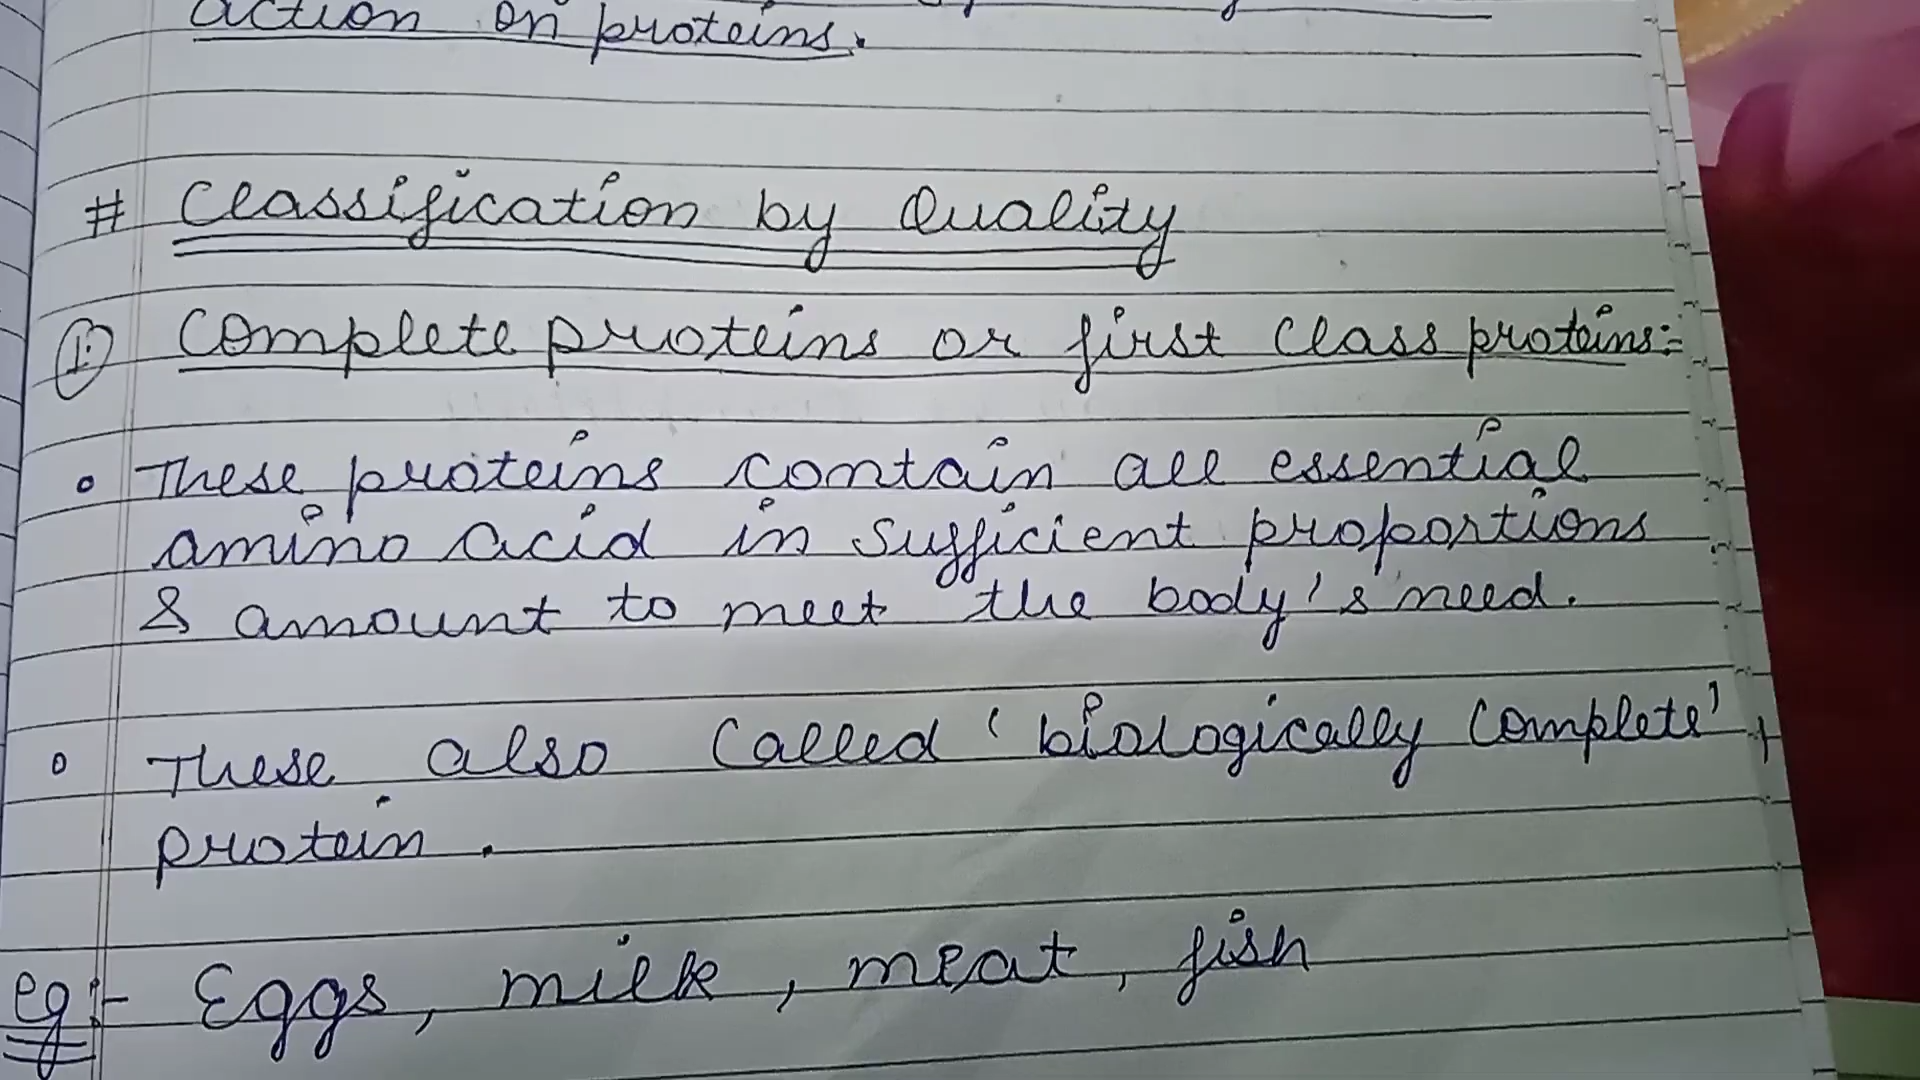 action on proteins.
# Classification by Quality
① Complete proteins or first class proteins:-
• These proteins contain all essential
amino acid in sufficient proportions
& amount to meet the body's need.
• These also called 'biologically complete'
protein.
eg:- Eggs, milk, meat, fish